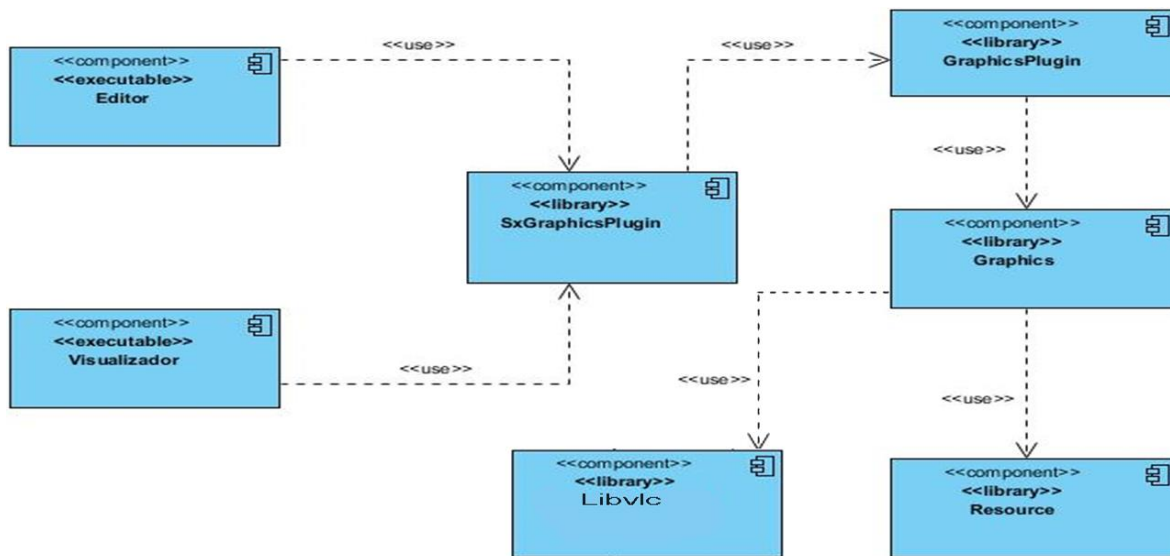 <<component>>
<<executable>>
Editor
<<use>>
<<use>>
<<component>>
<<library>>
GraphicsPlugin
<<use>>
<<component>>
<<library>>
SxGraphicsPlugin
<<component>>
<<library>>
Graphics
<<component>>
<<executable>>
Visualizador
<<use>>
<<use>>
<<use>>
<<component>>
<<library>>
Libvlc
<<component>>
<<library>>
Resource